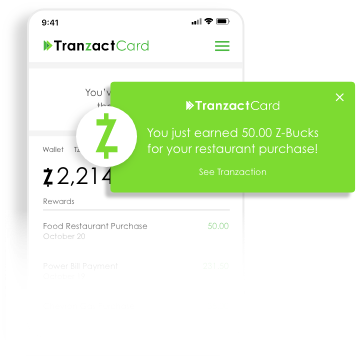 9:41
TranzactCard
You'v
TranzactCard
You just earned 50.00 Z-Bucks
for your restaurant purchase!
See Tranzaction
Wallet
2,214
Rewards
Food Restaurant Purchase 50.00
October 20
Power Bill Payment